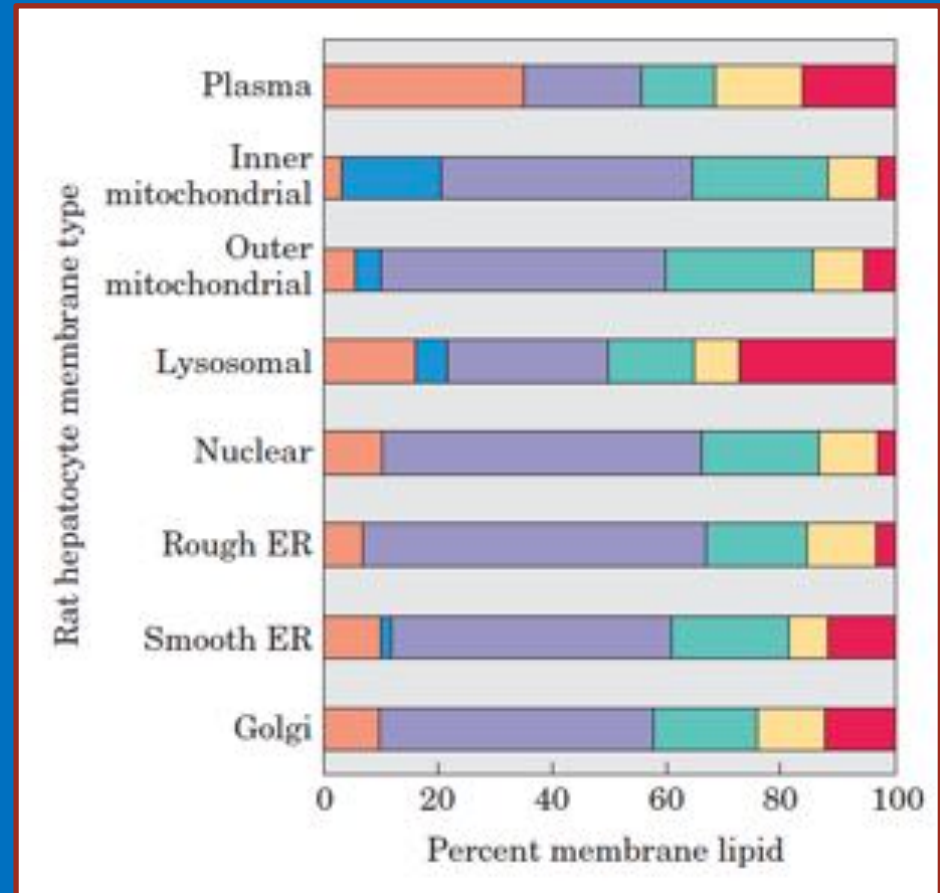 Rat hepatocyte membrane type
Plasma
Inner
mitochondrial
Outer
mitochondrial
Lysosomal
Nuclear
Rough ER
Smooth ER
Golgi
0 20 40 60 80 100
Percent membrane lipid